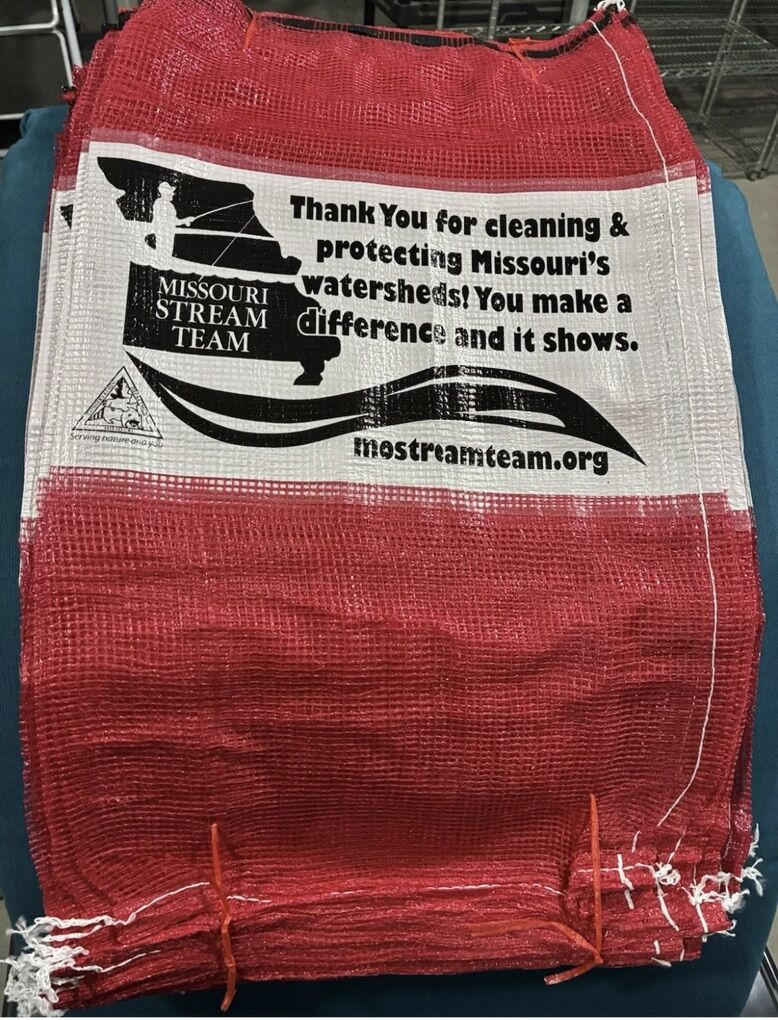 Thank You for cleaning &
protecting Missouri's
watersheds! You make a
difference and it shows.
MISSOURI
STREAM
TEAM
Serving nature and you
mostreamteam.org